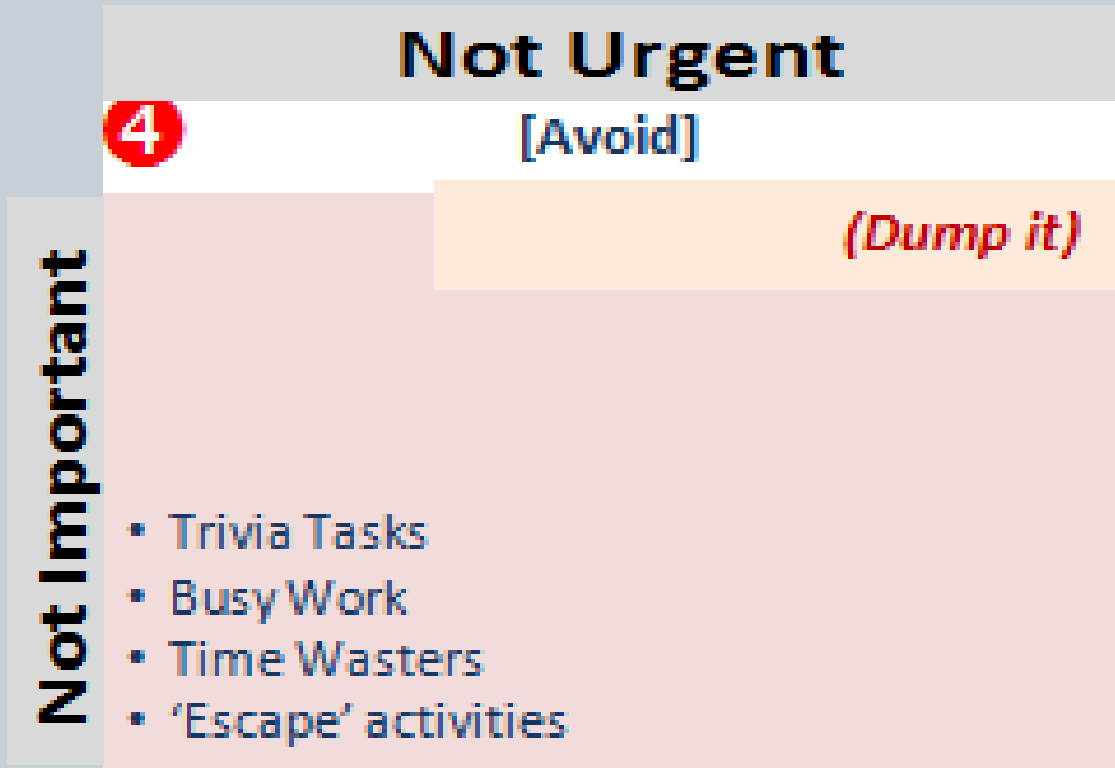 Not Urgent
4
[Avoid]
(Dump it)
Not Important
• Trivia Tasks
• Busy Work
• Time Wasters
• ‘Escape’ activities